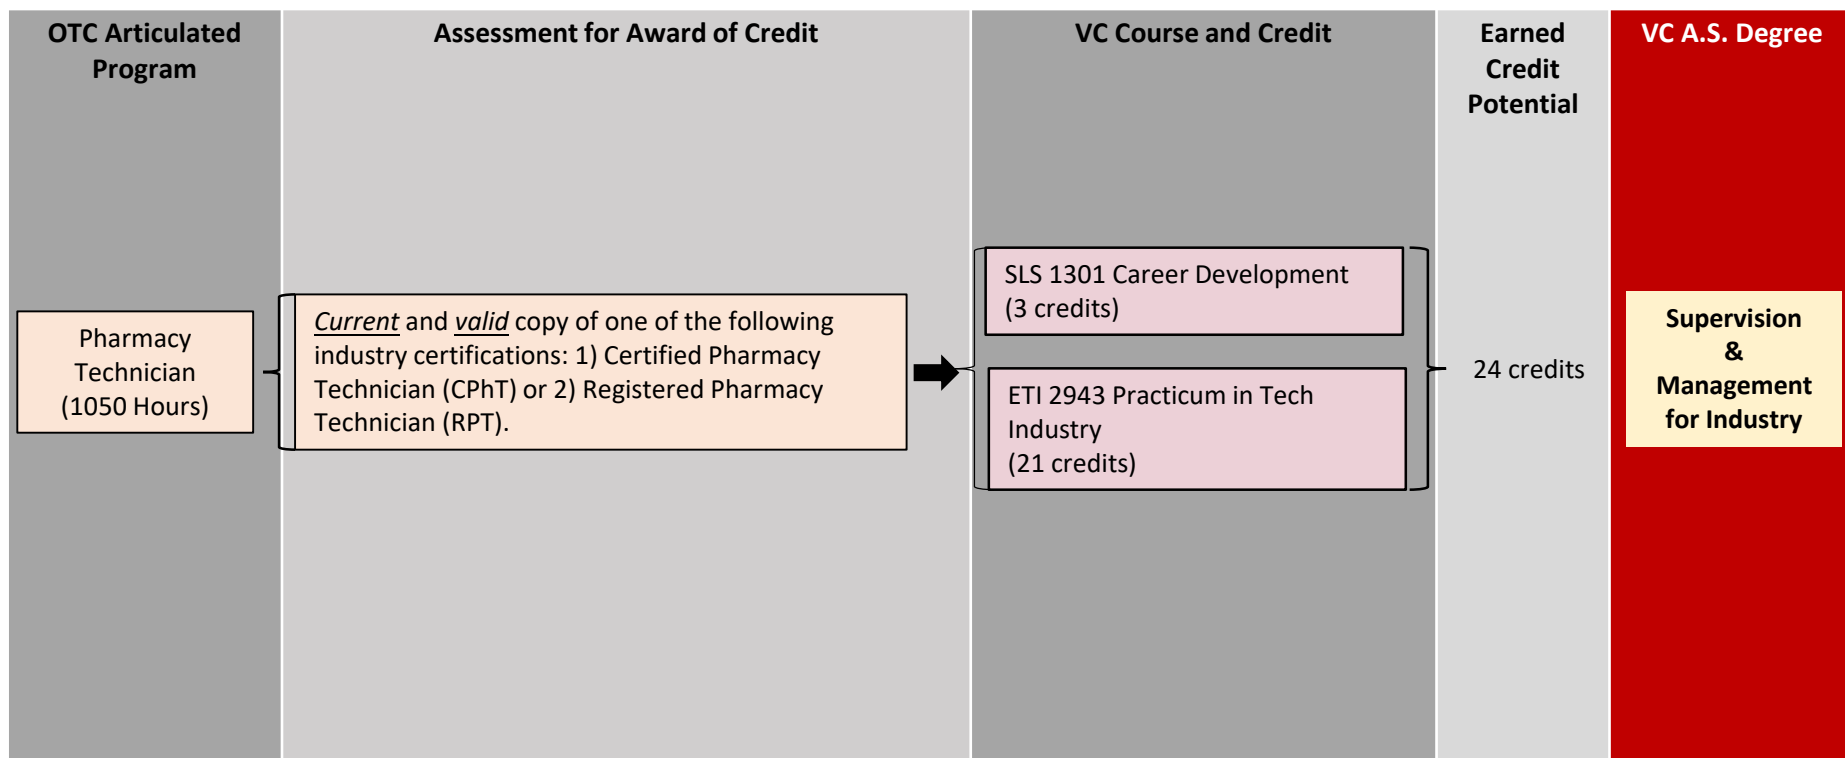 OTC Articulated
Program
Assessment for Award of Credit
VC Course and Credit
Earned
Credit
Potential
VC A.S. Degree
Pharmacy
Technician
(1050 Hours)
Current and valid copy of one of the following
industry certifications: 1) Certified Pharmacy
Technician (CPhT) or 2) Registered Pharmacy
Technician (RPT).
SLS 1301 Career Development
(3 credits)
ETI 2943 Practicum in Tech
Industry
(21 credits)
24 credits
Supervision
&
Management
for Industry